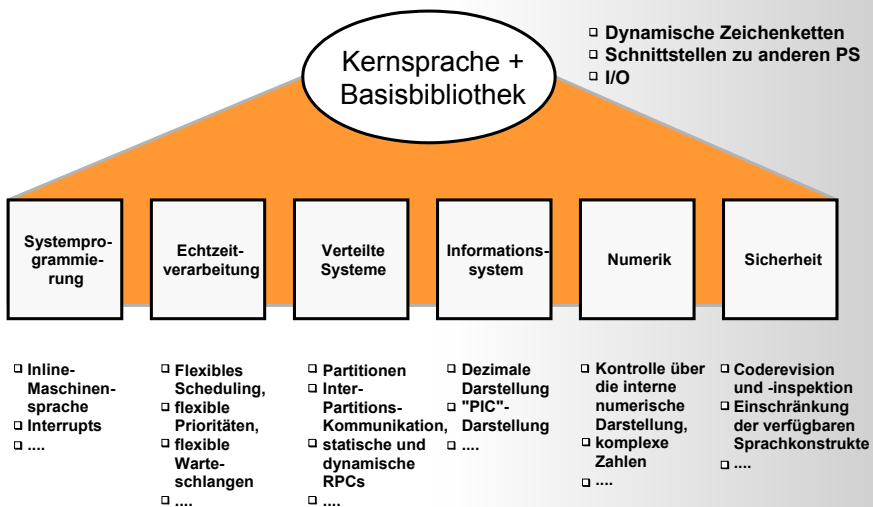 Kernsprache +
Basisbibliothek
❑ Dynamische Zeichenketten
❑ Schnittstellen zu anderen PS
❑ I/O
Systempro-
grammie-
rung
Echtzeit-
verarbeitung
Verteilte
Systeme
Informations-
system
Numerik
Sicherheit
❑ Inline-
Maschinen-
sprache
❑ Interrupts
❑ ....
❑ Flexibles
Scheduling,
❑ flexible
Prioritäten,
❑ flexible
Warte-
schlangen
❑ ....
❑ Partitionen
❑ Inter-
Partitions-
Kommunikation,
❑ statische und
dynamische
RPCs
❑ ....
❑ Dezimale
Darstellung
❑ "PIC"-
Darstellung
❑ ....
❑ Kontrolle über
die interne
numerische
Darstellung,
❑ komplexe
Zahlen
❑ ....
❑ Coderevision
und -inspektion
❑ Einschränkung
der verfügbaren
Sprachkonstrukte
❑ ....